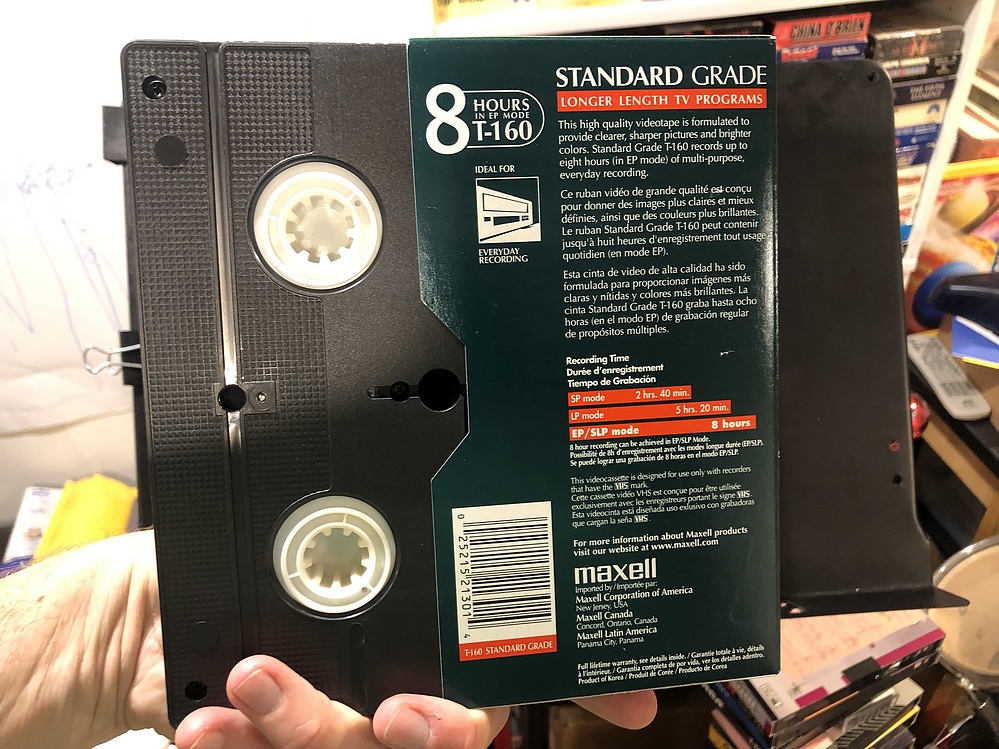 CHINA O'BRIEN
8 HOURS
IN EP MODE
T-160
IDEAL FOR
EVERYDAY
RECORDING
STANDARD GRADE
LONGER LENGTH TV PROGRAMS
This high quality videotape is formulated to
provide clearer, sharper pictures and brighter
colors. Standard Grade T-160 records up to
eight hours (in EP mode) of multi-purpose,
everyday recording.
Ce ruban vidéo de grande qualité est conçu
pour donner des images plus claires et mieux
définies, ainsi que des couleurs plus brillantes.
Le ruban Standard Grade T-160 peut contenir
jusqu'à huit heures d'enregistrement tout usage
quotidien (en mode EP).
Esta cinta de video de alta calidad ha sido
formulada para proporcionar imágenes más
claras y nítidas y colores más brillantes. La
cinta Standard Grade T-160 graba hasta ocho
horas (en el modo EP) de grabación regular
de propósitos múltiples.
Recording Time
Durée d'enregistrement
Tiempo de Grabación
SP mode 2 hrs. 40 min.
LP mode 5 hrs. 20 min.
EP/SLP mode 8 hours
8 hour recording can be achieved in EP/SLP Mode.
Possibilité de 8h d'enregistrement avec les modes longue durée (EP/SLP).
Se puedé lograr una grabación de 8 horas en el modo EP/SLP.
This videocassette is designed for use only with recorders
that have the VHS mark.
Cette cassette vidéo VHS est conçue pour être utilisée
exclusivement avec les enregistreurs portant le signe VHS.
Esta videocinta está diseñada uso exlusivo con grabadoras
que cargan la seña VHS.
For more information about Maxell products
visit our website at www.maxell.com
maxell
Imported by / Importée par:
Maxell Corporation of America
New Jersey, USA
Maxell Canada
Concord, Ontario, Canada
Maxell Latin America
Panama City, Panama
Full lifetime warranty, see details inside. / Garantie totale à vie, détails
à l'intérieur. / Garantía completa de por vida, ver los detalles adentro.
Product of Korea / Produit de Corée / Producto de Corea
0 25215 21301 4
T-160 STANDARD GRADE